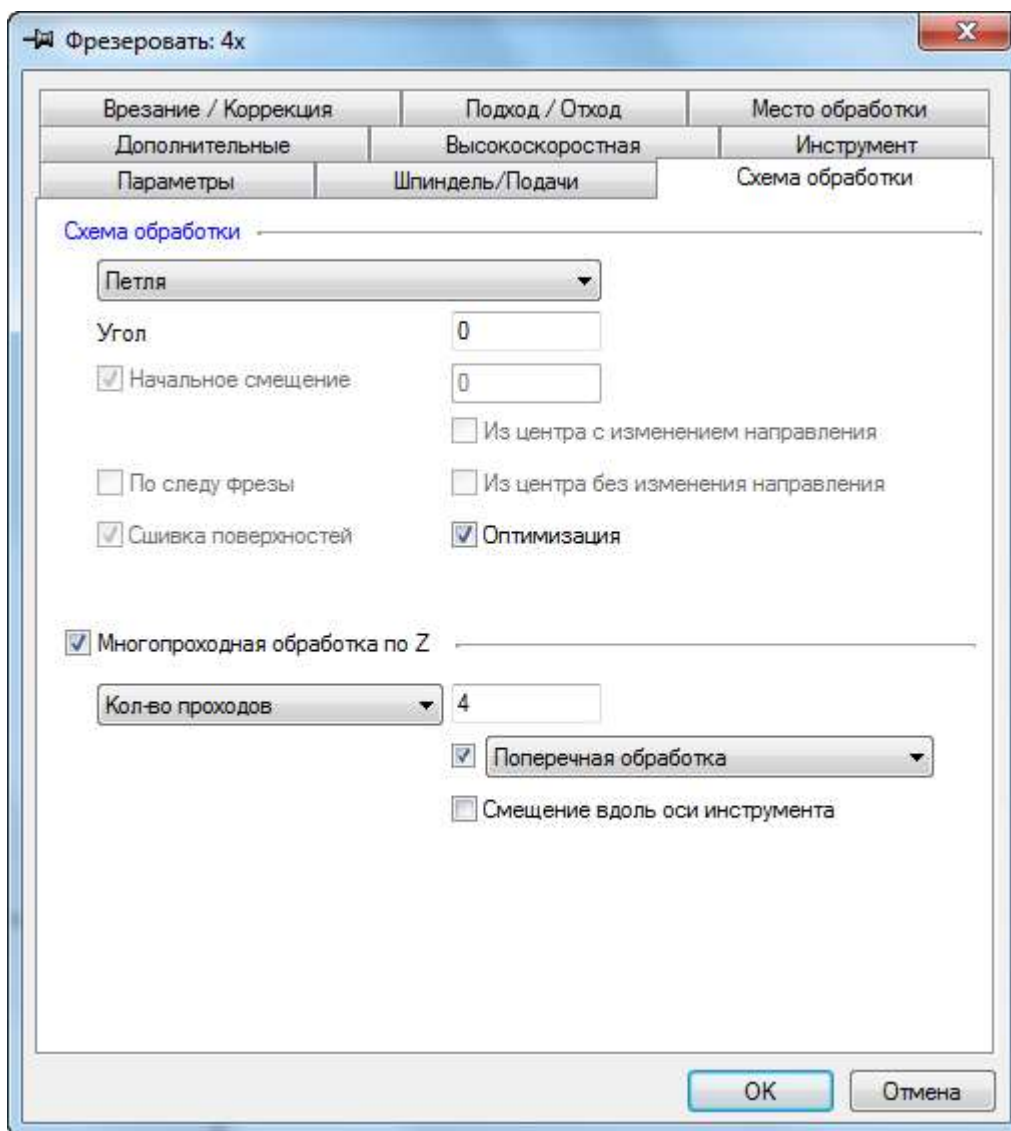 Фрезеровать: 4x
Врезание / Коррекция Подход / Отход Место обработки
Дополнительные Высокоскоростная Инструмент
Параметры Шпиндель/Подачи Схема обработки
Схема обработки
Петля
Угол 0
Начальное смещение 0
Из центра с изменением направления
По следу фрезы Из центра без изменения направления
Сшивка поверхностей Оптимизация
Многопроходная обработка по Z
Кол-во проходов 4
Поперечная обработка
Смещение вдоль оси инструмента
OK Отмена